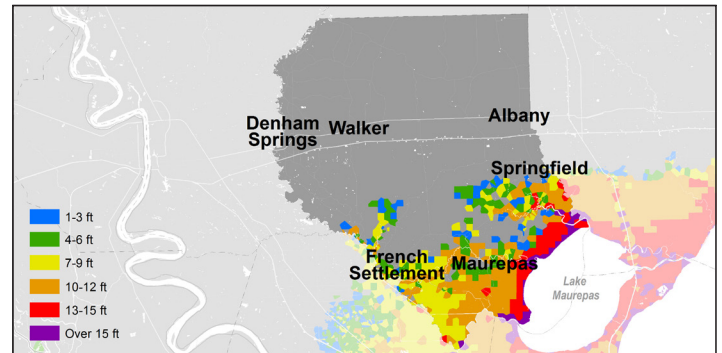 Denham
Springs
Walker
Albany
Springfield
French
Settlement
Maurepas
Lake
Maurepas
1-3 ft
4-6 ft
7-9 ft
10-12 ft
13-15 ft
Over 15 ft